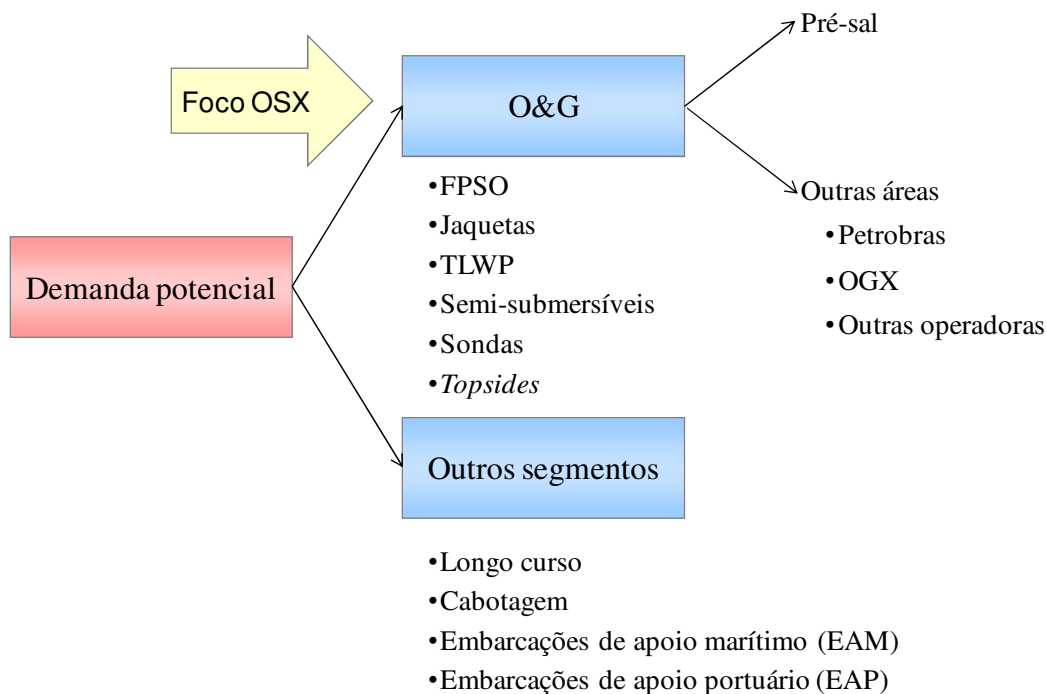 Pré-sal
Foco OSX
O&G
•FPSO
•Jaquetas
•TLWP
•Semi-submersíveis
•Sondas
•Topsides
Outras áreas
•Petrobras
•OGX
•Outras operadoras
Demanda potencial
Outros segmentos
•Longo curso
•Cabotagem
•Embarcações de apoio marítimo (EAM)
•Embarcações de apoio portuário (EAP)